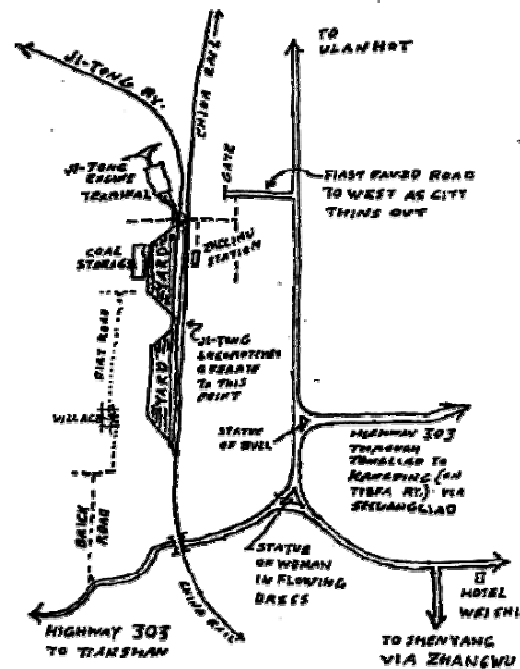 TO
ULANHOT
JI-TONG RY.
CHINA RAIL
JI-TONG
ENGINE
TERMINAL
GATE
FIRST PAVED ROAD
TO WEST AS CITY
THINS OUT
COAL
STORAGE
YARD
STATION
DIRT ROAD
YARD
JI-TONG
LOCOMOTIVES
OPERATE
TO THIS
POINT
VILLAGE
STATUE
OF BULL
HIGHWAY 303
THROUGH
TONGLIAO TO
(ON
TIEFA RY.) VIA
SHUANGLIAO
BRICK
ROAD
STATUE
OF WOMAN
IN FLOWING
DRESS
CHINA RAIL
HOTEL
HIGHWAY 303
TO TIANSHAN
TO SHENYANG
VIA ZHANGWU